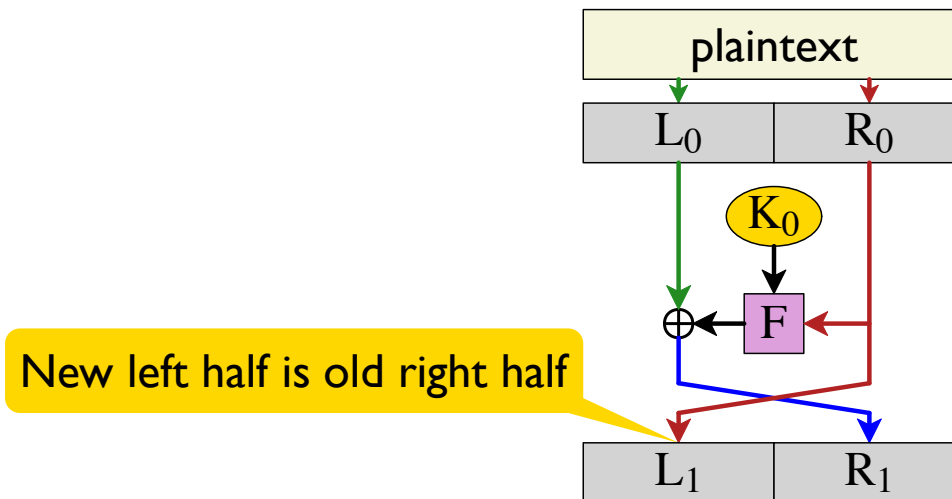 plaintext
L₀ R₀
K₀
F
New left half is old right half
L₁ R₁